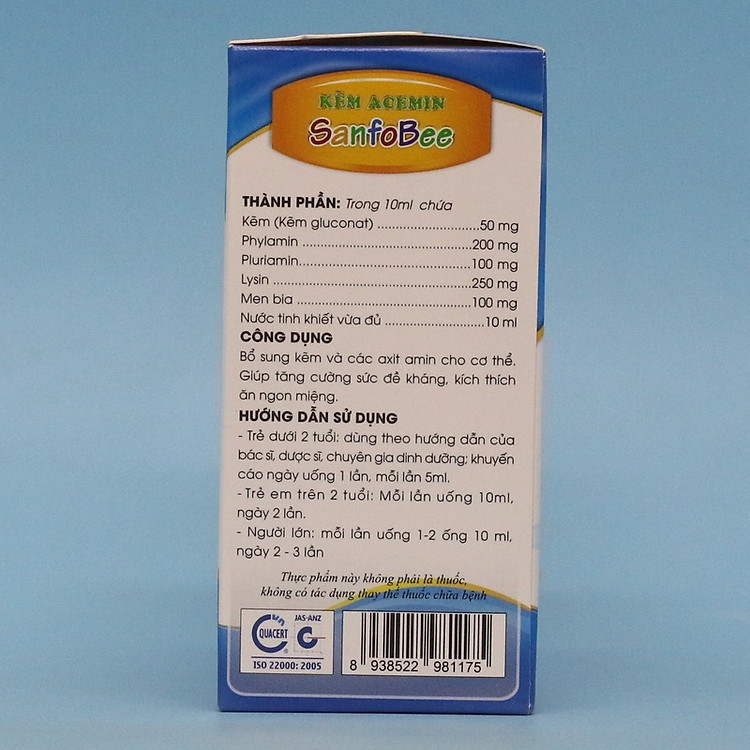 KẼM ACEMIN
SanfoBee
THÀNH PHẦN: Trong 10ml chứa
Kẽm (Kẽm gluconat) ............................50 mg
Phylamin ...............................................200 mg
Pluriamin................................................100 mg
Lysin .......................................................250 mg
Men bia .................................................100 mg
Nước tinh khiết vừa đủ ...........................10 ml
CÔNG DỤNG
Bổ sung kẽm và các axit amin cho cơ thể.
Giúp tăng cường sức đề kháng, kích thích
ăn ngon miệng.
HƯỚNG DẪN SỬ DỤNG
- Trẻ dưới 2 tuổi: dùng theo hướng dẫn của
bác sĩ, dược sĩ, chuyên gia dinh dưỡng; khuyến
cáo ngày uống 1 lần, mỗi lần 5ml.
- Trẻ em trên 2 tuổi: Mỗi lần uống 10ml,
ngày 2 lần.
- Người lớn: mỗi lần uống 1-2 ống 10 ml,
ngày 2 - 3 lần
Thực phẩm này không phải là thuốc,
không có tác dụng thay thế thuốc chữa bệnh
QUACERT
JAS-ANZ
ISO 22000: 2005
8 938522 981175